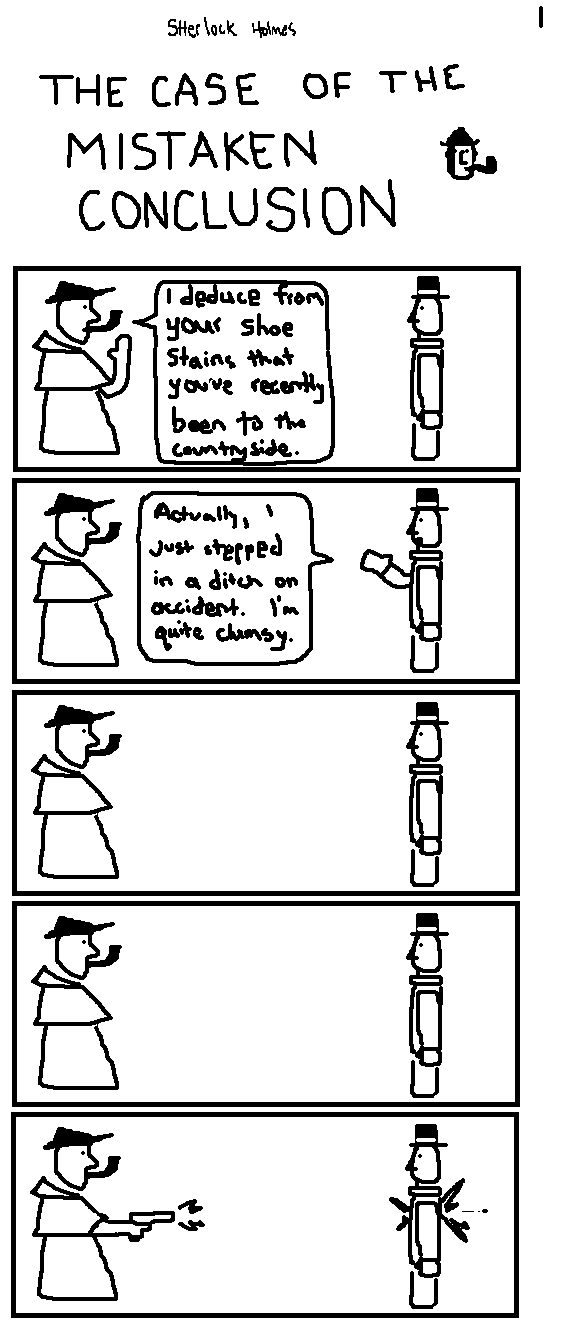 SHerlock Holmes
1
THE CASE OF THE
MISTAKEN
CONCLUSION
I deduce from
your shoe
stains that
you've recently
been to the
countryside.
Actually, I
just stepped
in a ditch on
accident. I'm
quite clumsy.